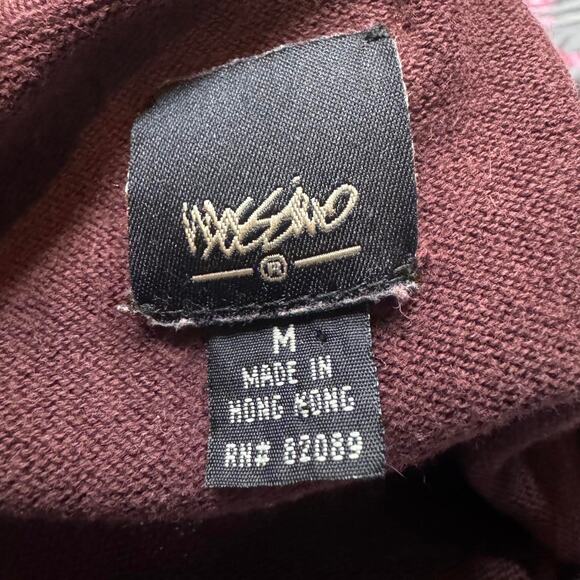 Mossimo
®
M
MADE IN
HONG KONG
RN# 82089